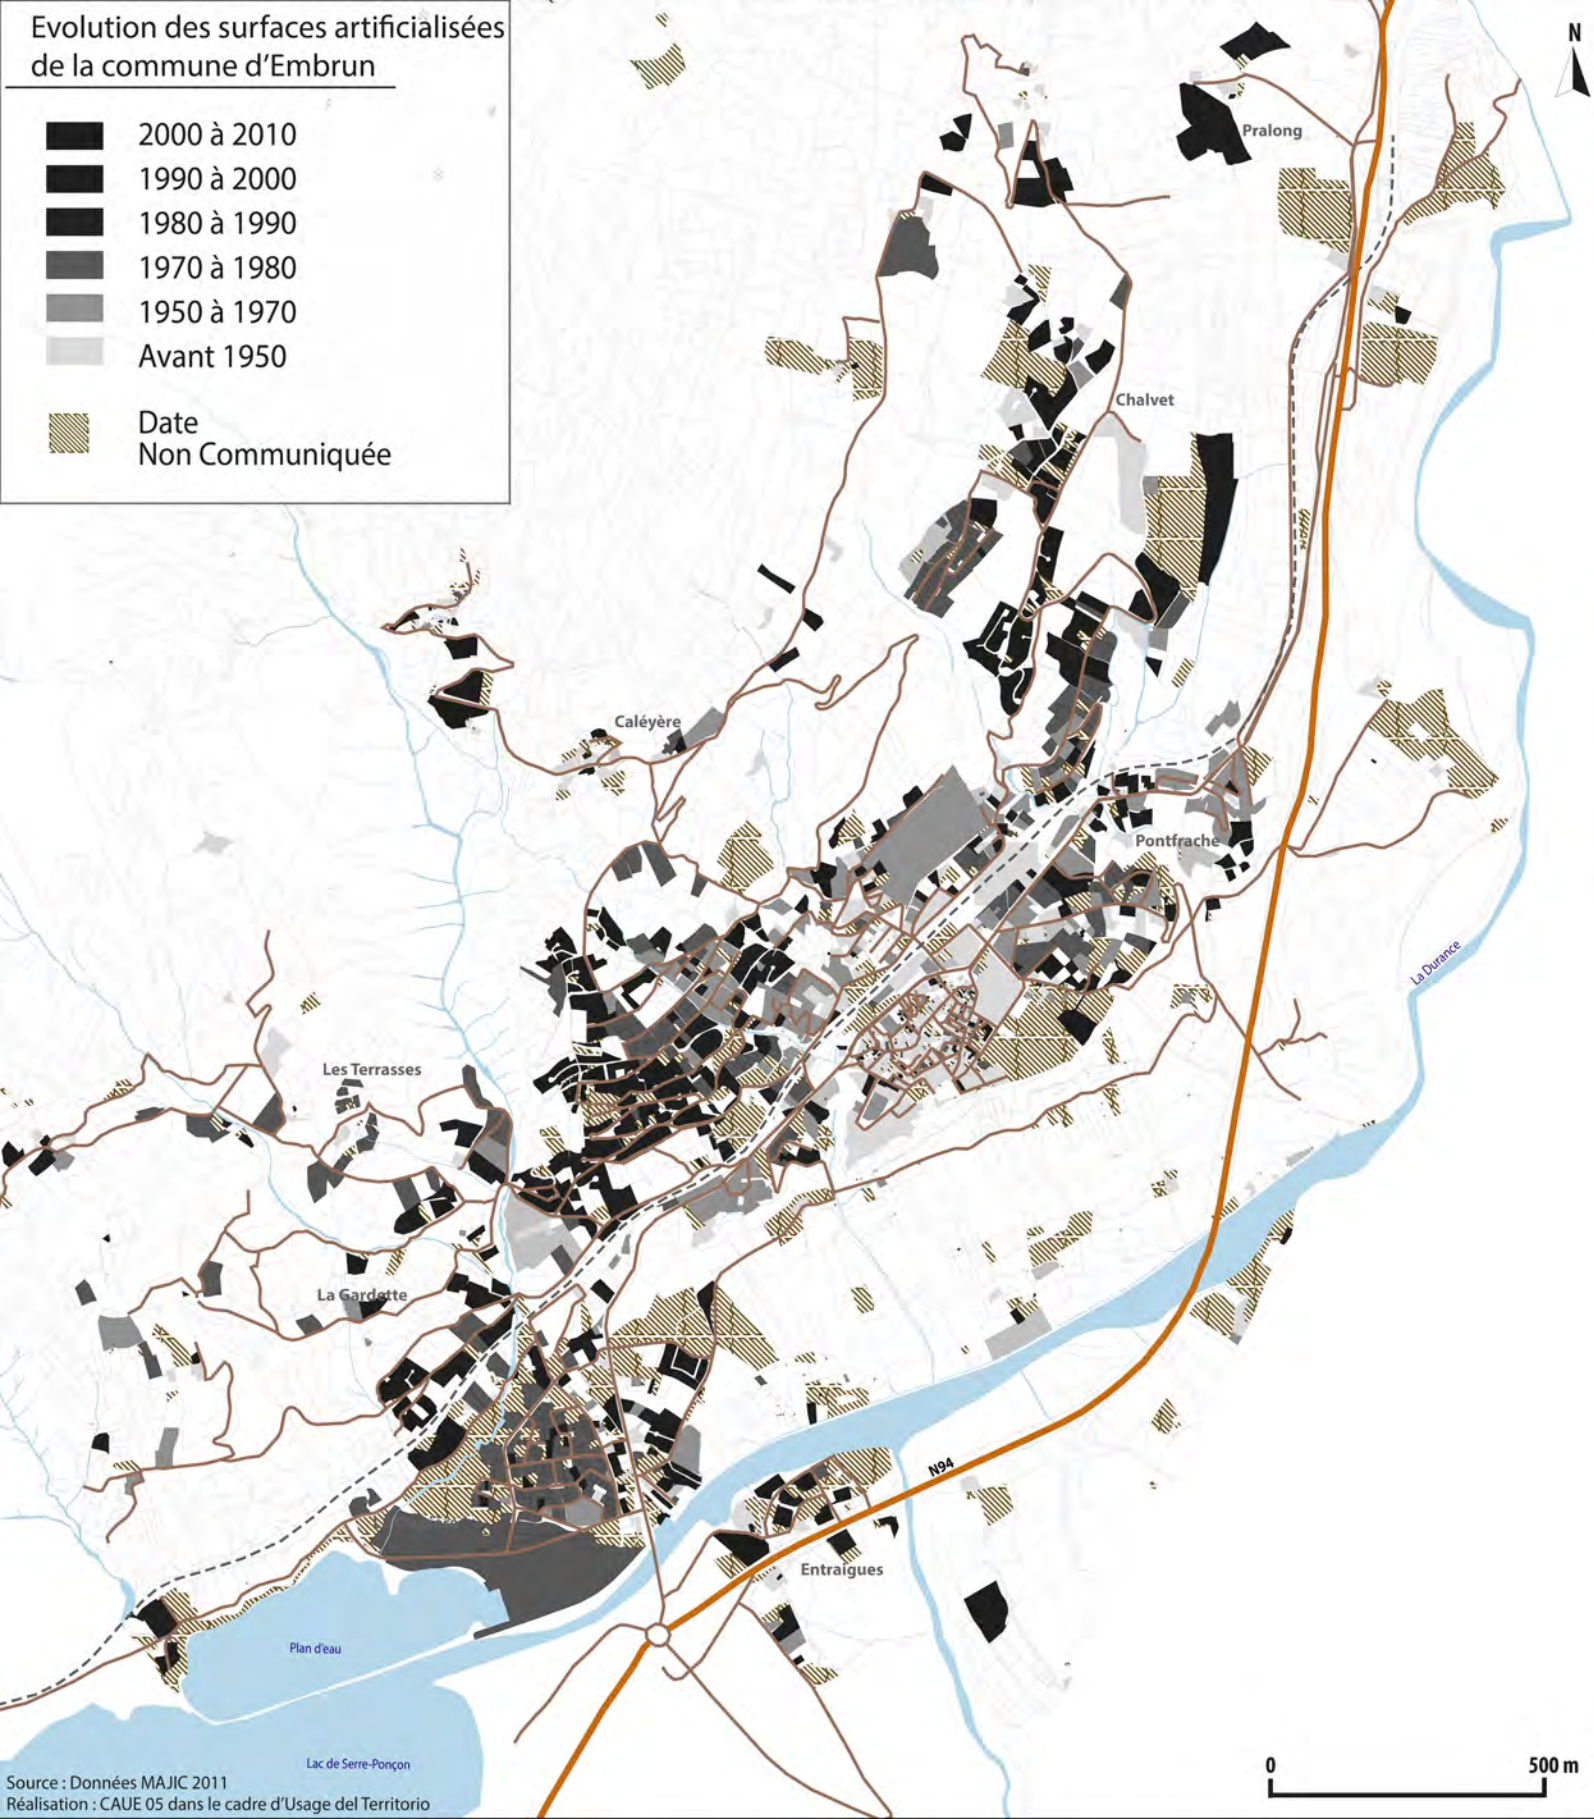 Evolution des surfaces artificialisées
de la commune d'Embrun
2000 à 2010
1990 à 2000
1980 à 1990
1970 à 1980
1950 à 1970
Avant 1950
Date
Non Communiquée
N
Pralong
Chalvet
Caléyère
Pontfrache
La Durance
Les Terrasses
La Gardette
N94
Entraigues
Plan d'eau
Lac de Serre-Ponçon
0 500 m
Source : Données MAJIC 2011
Réalisation : CAUE 05 dans le cadre d'Usage del Territorio